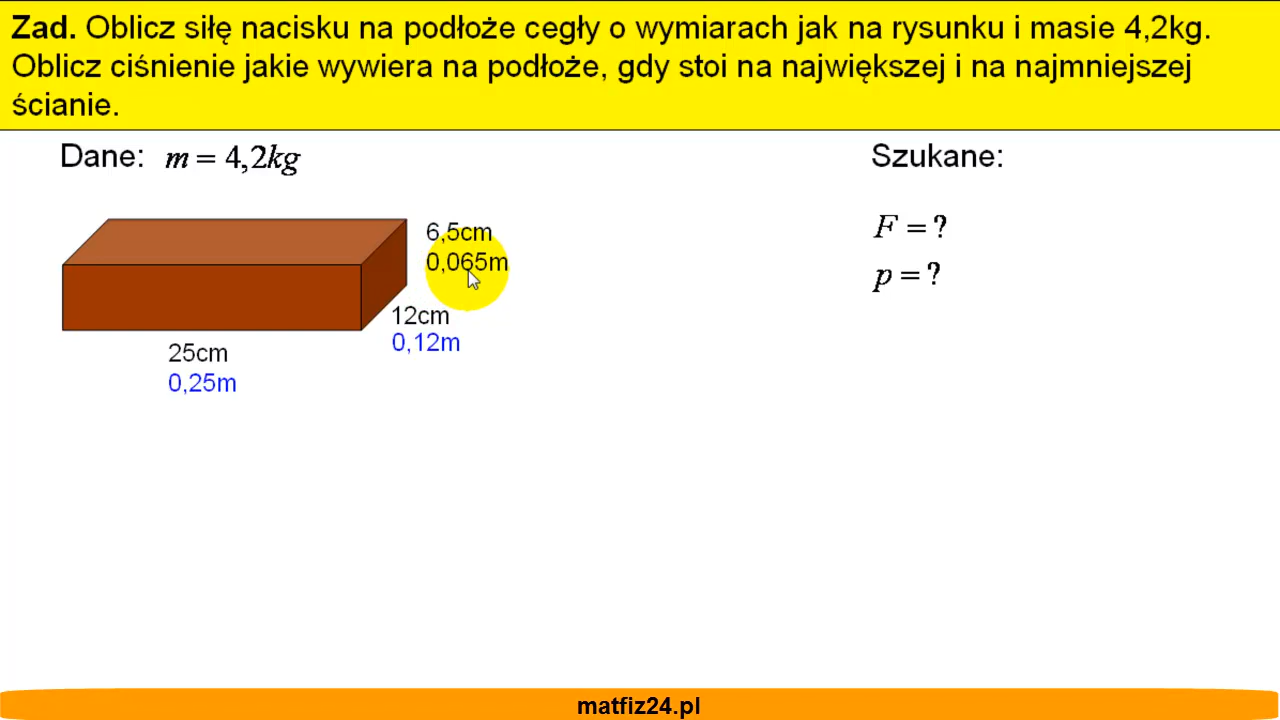 Zad. Oblicz siłę nacisku na podłoże cegły o wymiarach jak na rysunku i masie 4,2kg.
Oblicz ciśnienie jakie wywiera na podłoże, gdy stoi na największej i na najmniejszej
ścianie.
Dane: m = 4,2kg
Szukane:
6,5cm
0,065m
12cm
0,12m
25cm
0,25m
F = ?
p = ?
matfiz24.pl